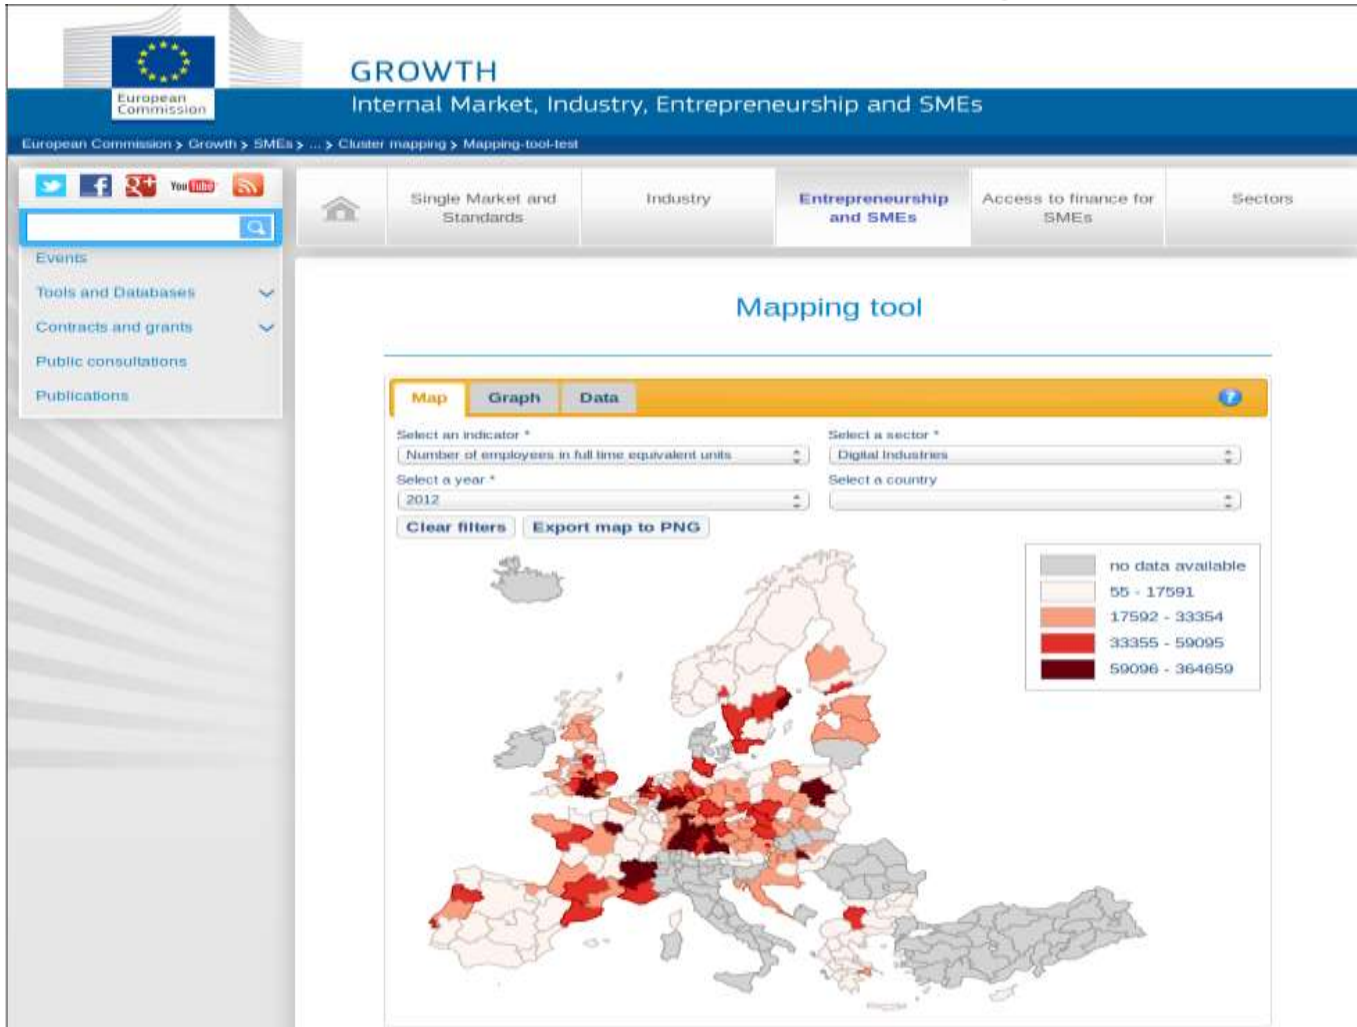 European
Commission
GROWTH
Internal Market, Industry, Entrepreneurship and SMEs
European Commission > Growth > SMEs > ... > Cluster mapping > Mapping-tool-test
You Tube
Single Market and
Standards
Industry
Entrepreneurship
and SMEs
Access to finance for
SMEs
Sectors
Events
Tools and Databases
Contracts and grants
Public consultations
Publications
Mapping tool
Map Graph Data ?
Select an indicator *
Number of employees in full time equivalent units
Select a sector *
Digital Industries
Select a year *
2012
Select a country
Clear filters Export map to PNG
no data available
55 - 17591
17592 - 33354
33355 - 59095
59096 - 364659